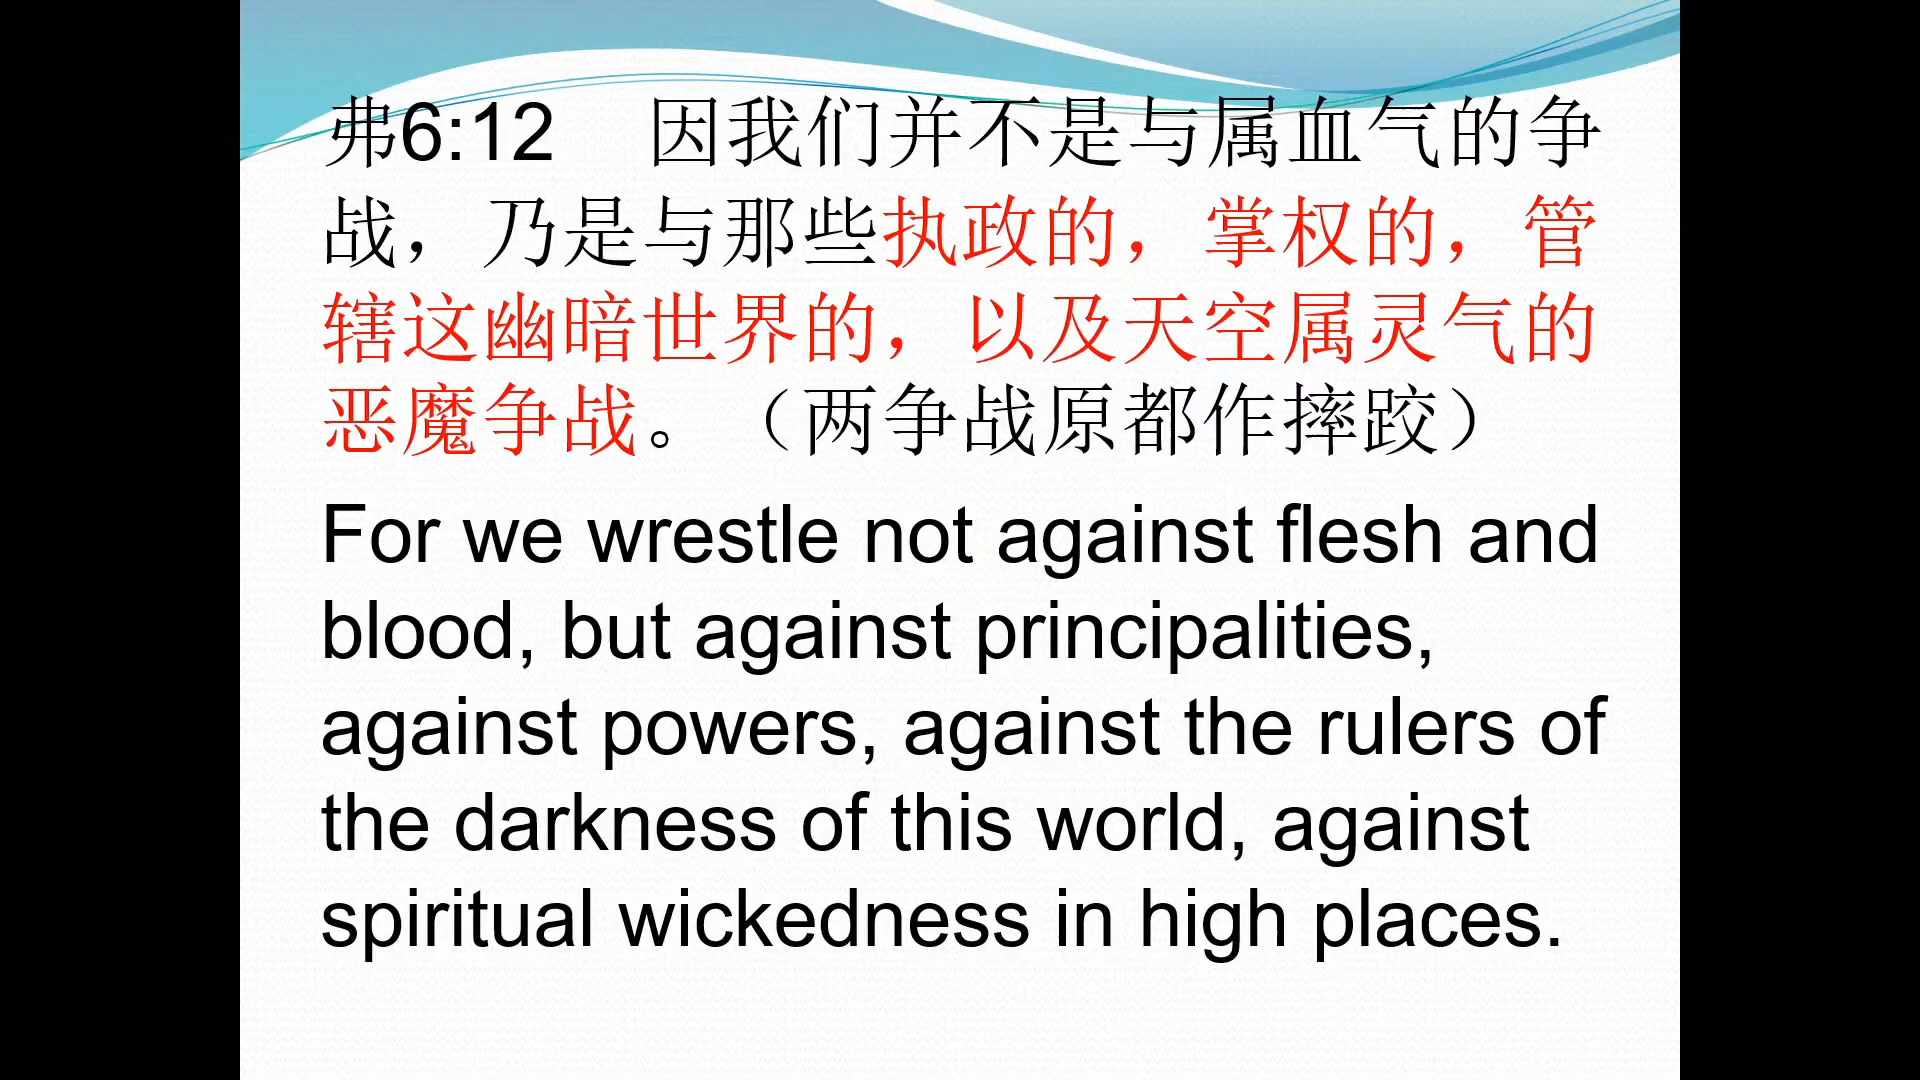 弗6:12　因我们并不是与属血气的争
战，乃是与那些执政的，掌权的，管
辖这幽暗世界的，以及天空属灵气的
恶魔争战。（两争战原都作摔跤）
For we wrestle not against flesh and
blood, but against principalities,
against powers, against the rulers of
the darkness of this world, against
spiritual wickedness in high places.